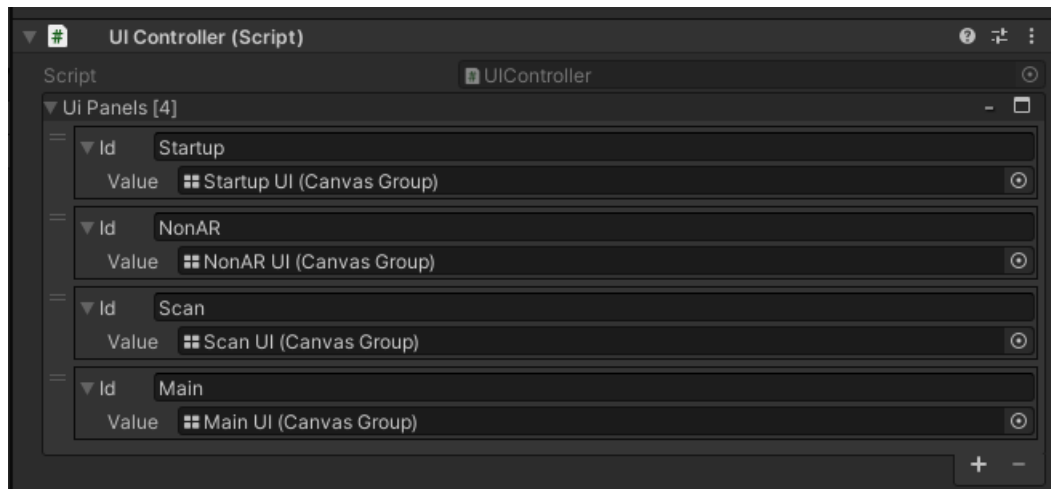 UI Controller (Script)
Script UIController
Ui Panels [4]
Id Startup
Value Startup UI (Canvas Group)
Id NonAR
Value NonAR UI (Canvas Group)
Id Scan
Value Scan UI (Canvas Group)
Id Main
Value Main UI (Canvas Group)